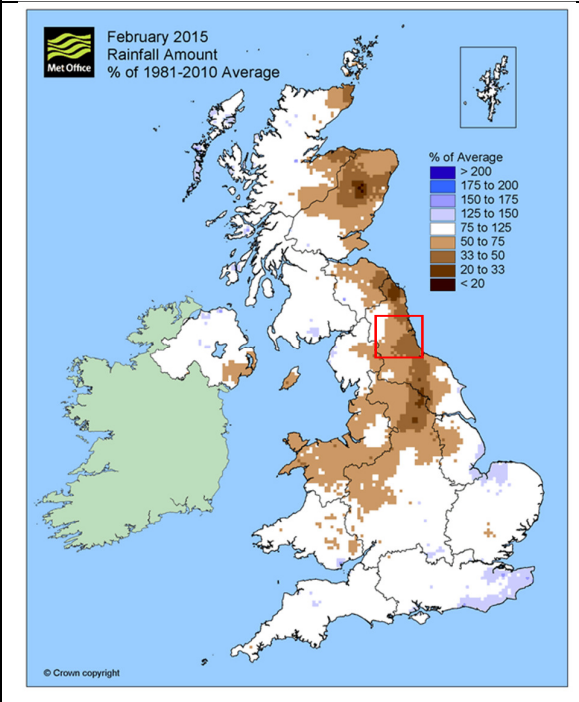 February 2015
Rainfall Amount
% of 1981-2010 Average
Met Office
% of Average
> 200
175 to 200
150 to 175
125 to 150
75 to 125
50 to 75
33 to 50
20 to 33
< 20
© Crown copyright